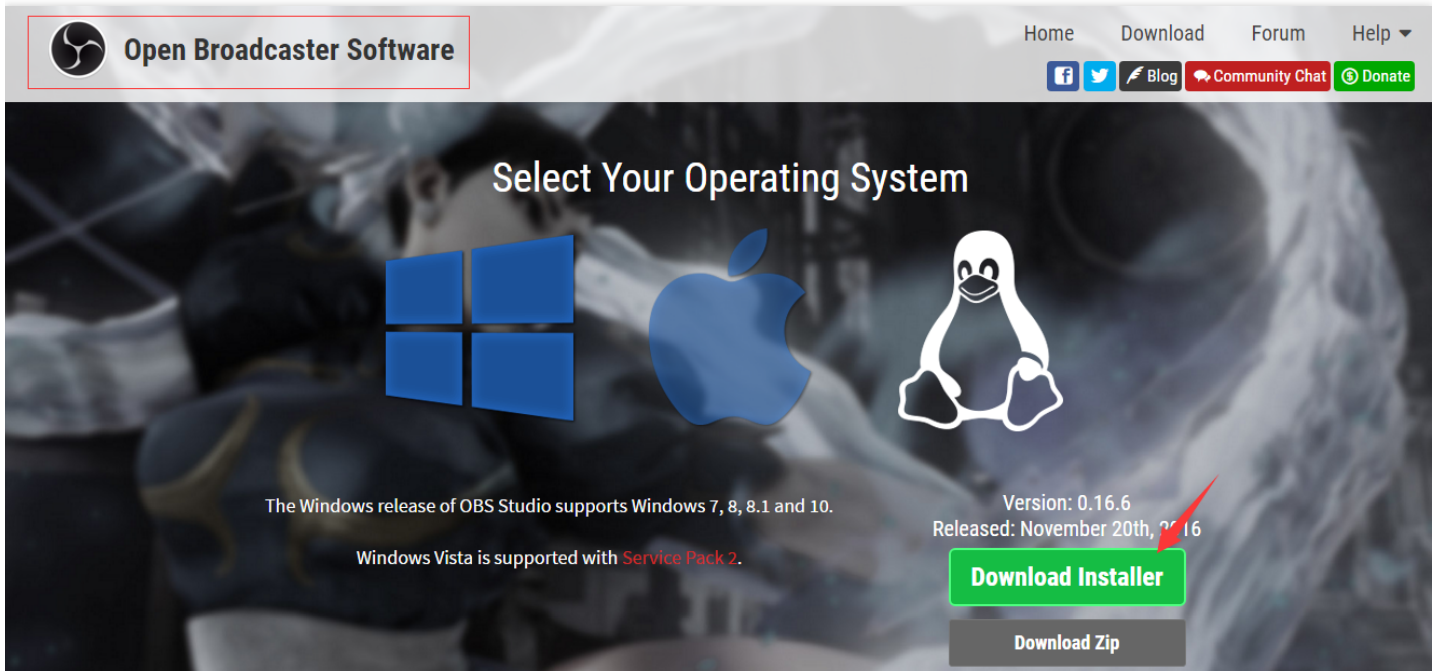 Open Broadcaster Software
Home Download Forum Help
Blog Community Chat Donate
Select Your Operating System
The Windows release of OBS Studio supports Windows 7, 8, 8.1 and 10.
Windows Vista is supported with Service Pack 2.
Version: 0.16.6
Released: November 20th, 2016
Download Installer
Download Zip